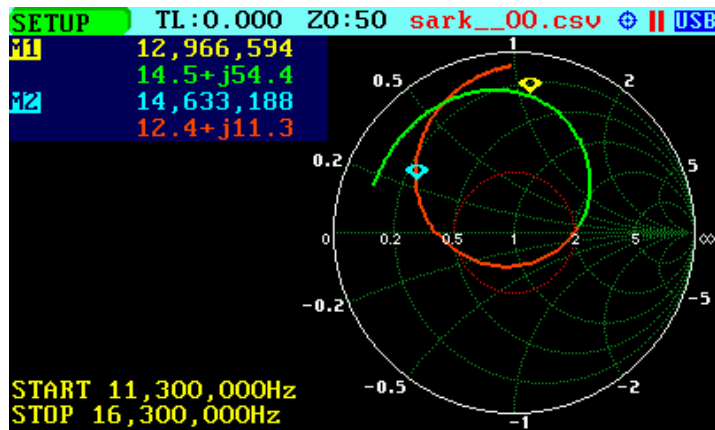 SETUP TL:0.000 Z0:50 sark__00.csv USB
M1 12,966,594
14.5+j54.4
M2 14,633,188
12.4+j11.3
1
0.5 2
0.2 5
0 0.2 0.5 1 2 5 ∞
-0.2 -5
-0.5 -2
-1
START 11,300,000Hz
STOP 16,300,000Hz